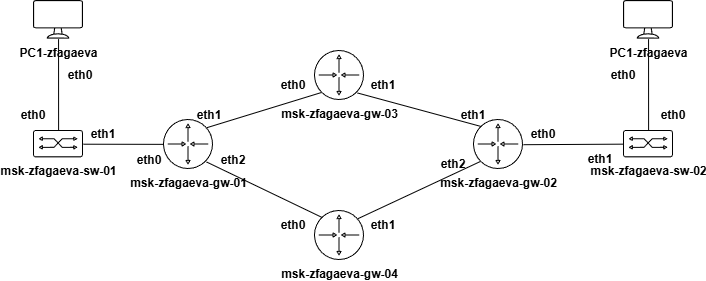 PC1-zfagaeva
PC1-zfagaeva
eth0
eth0
eth0
eth1
eth0
eth1
eth1
eth0
eth1
eth0
msk-zfagaeva-gw-03
eth0
eth1
msk-zfagaeva-sw-01
eth2
eth2
msk-zfagaeva-sw-02
msk-zfagaeva-gw-01
msk-zfagaeva-gw-02
eth0
eth1
msk-zfagaeva-gw-04